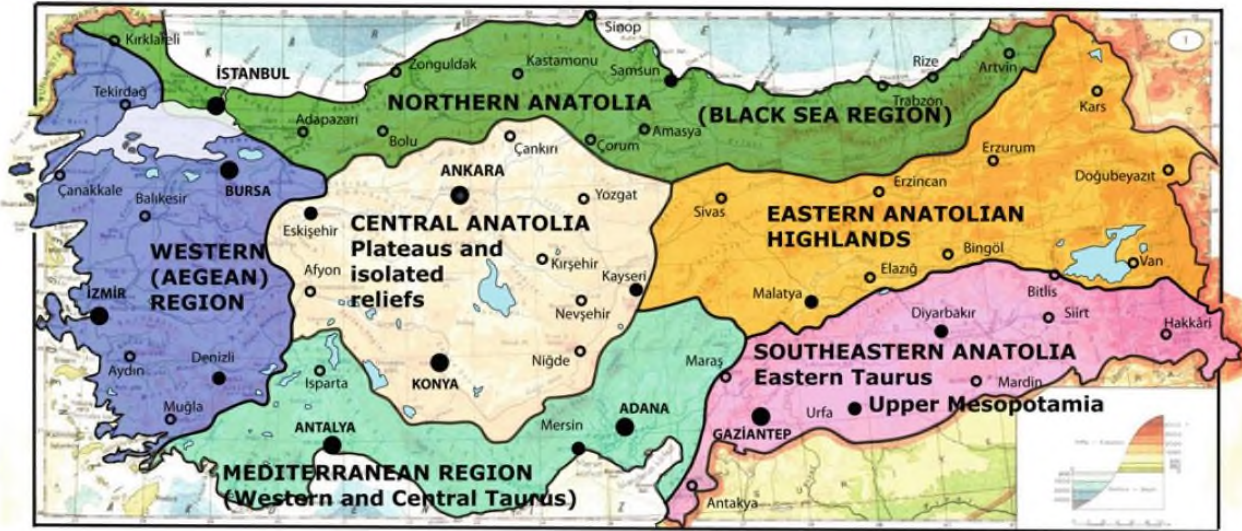 Sinop
Kırklareli
İSTANBUL
Zonguldak
Kastamonu
Samsun
Rize
Artvin
Tekirdağ
NORTHERN ANATOLIA
(BLACK SEA REGION)
Trabzon
Kars
Adapazarı
Bolu
Çankırı
Çorum
Amasya
Erzurum
Çanakkale
BURSA
ANKARA
Doğubeyazıt
Balıkesir
Yozgat
Sivas
Erzincan
Eskişehir
CENTRAL ANATOLIA
Plateaus and
isolated
reliefs
EASTERN ANATOLIAN
HIGHLANDS
WESTERN
(AEGEAN)
REGION
Afyon
Kırşehir
Kayseri
Bingöl
Elazığ
Van
İZMİR
Nevşehir
Malatya
Bitlis
Diyarbakır
Siirt
Hakkâri
Denizli
Aydın
Isparta
KONYA
Niğde
Maraş
SOUTHEASTERN ANATOLIA
Eastern Taurus
Mardin
Muğla
ANTALYA
Mersin
ADANA
GAZİANTEP
Urfa
Upper Mesopotamia
MEDITERRANEAN REGION
(Western and Central Taurus)
Antakya